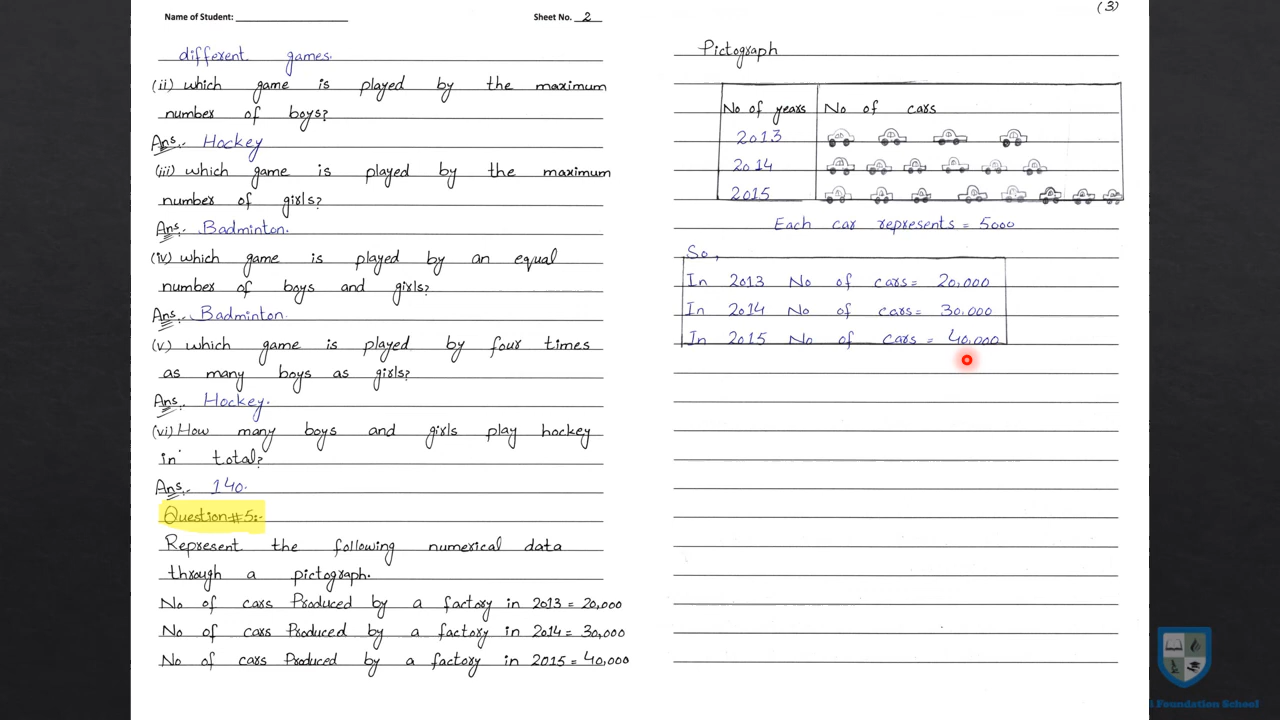 Name of Student:
Sheet No. 2
different games.
(ii) which game is played by the maximum
number of boys?
Ans:. Hockey
(iii) which game is played by the maximum
number of girls?
Ans:. Badminton.
(iv) which game is played by an equal
number of boys and girls?
Ans:. Badminton.
(v) which game is played by four times
as many boys as girls?
Ans:. Hockey.
(vi) How many boys and girls play hockey
in total?
Ans:. 140.
Question#5:-
Represent the following numerical data
through a pictograph.
No of cars Produced by a factory in 2013 = 20,000
No of cars Produced by a factory in 2014 = 30,000
No of cars Produced by a factory in 2015 = 40,000
(3)
Pictograph
No of years No of cars
2013
2014
2015
Each car represents = 5000
So,
In 2013 No of cars= 20,000
In 2014 No of cars= 30,000
In 2015 No of cars = 40,000
Foundation School